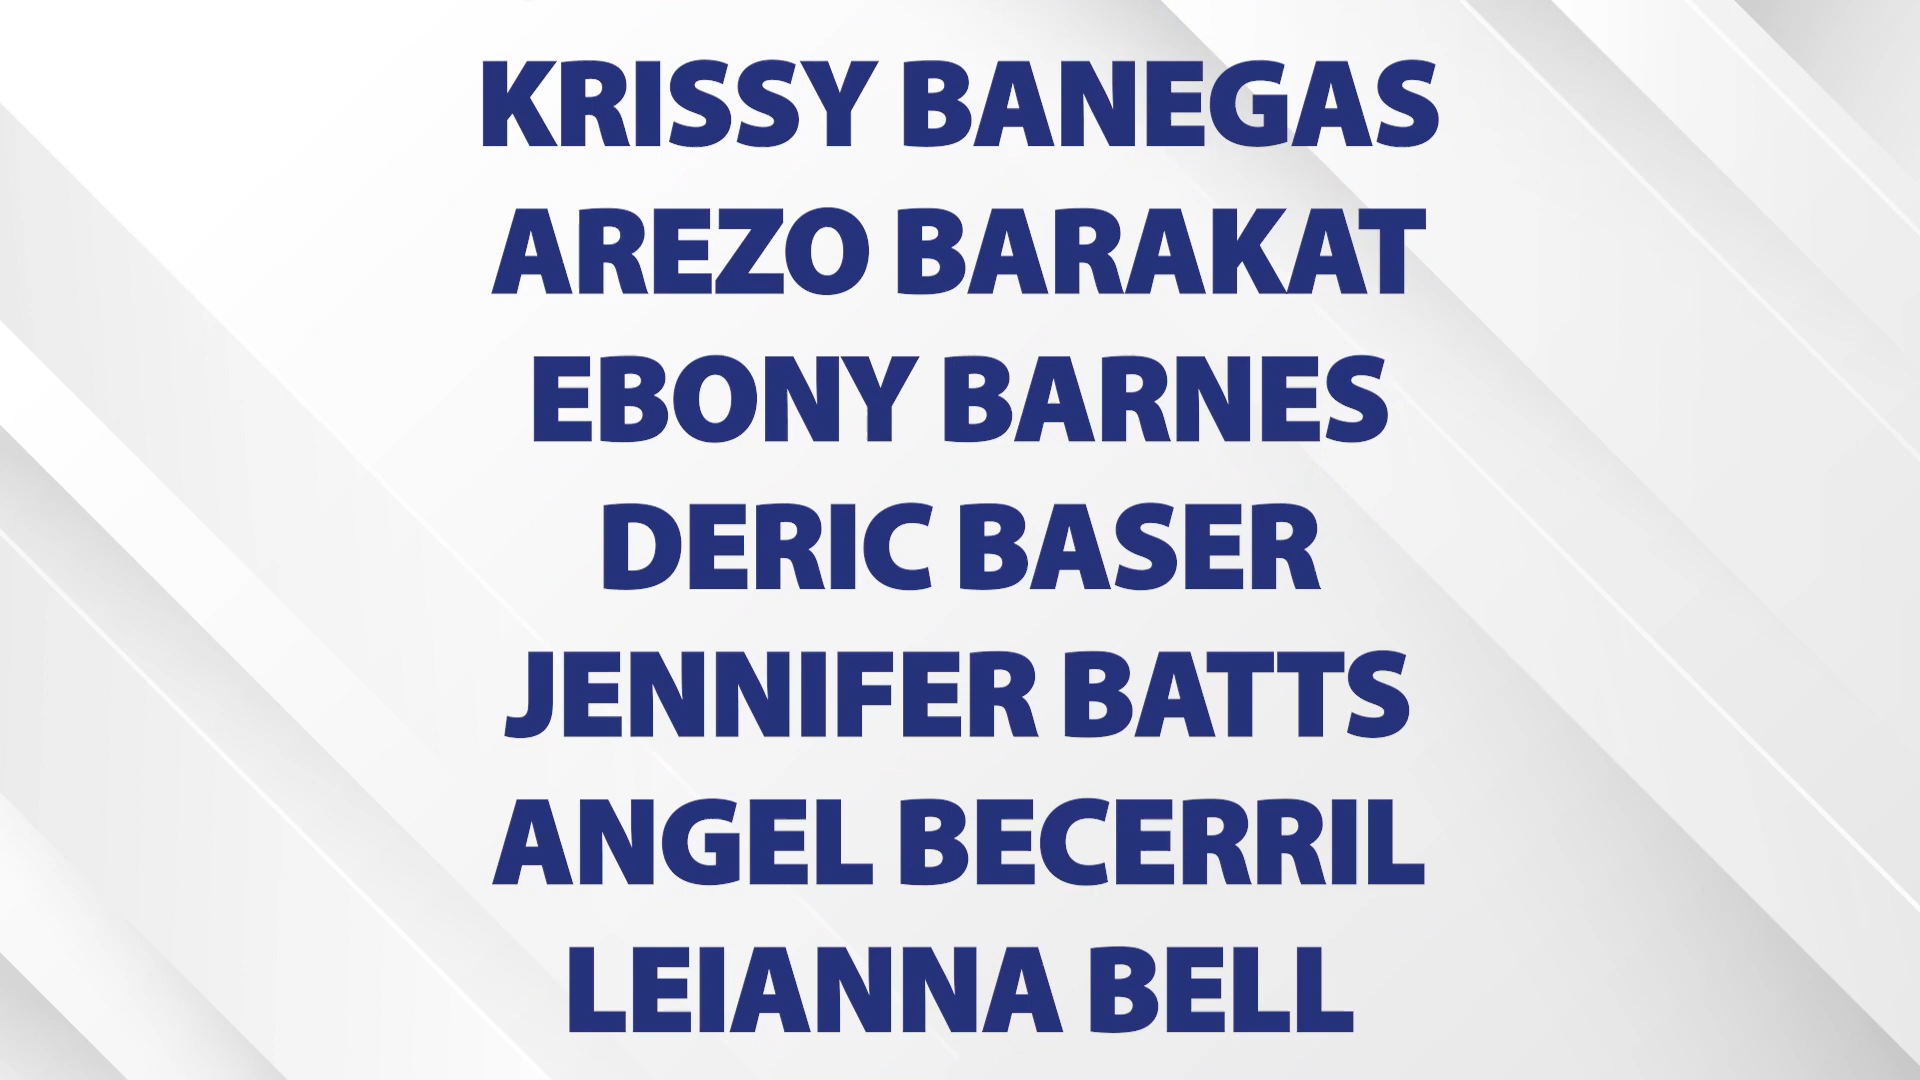 KRISSY BANEGAS
AREZO BARAKAT
EBONY BARNES
DERIC BASER
JENNIFER BATTS
ANGEL BECERRIL
LEIANNA BELL